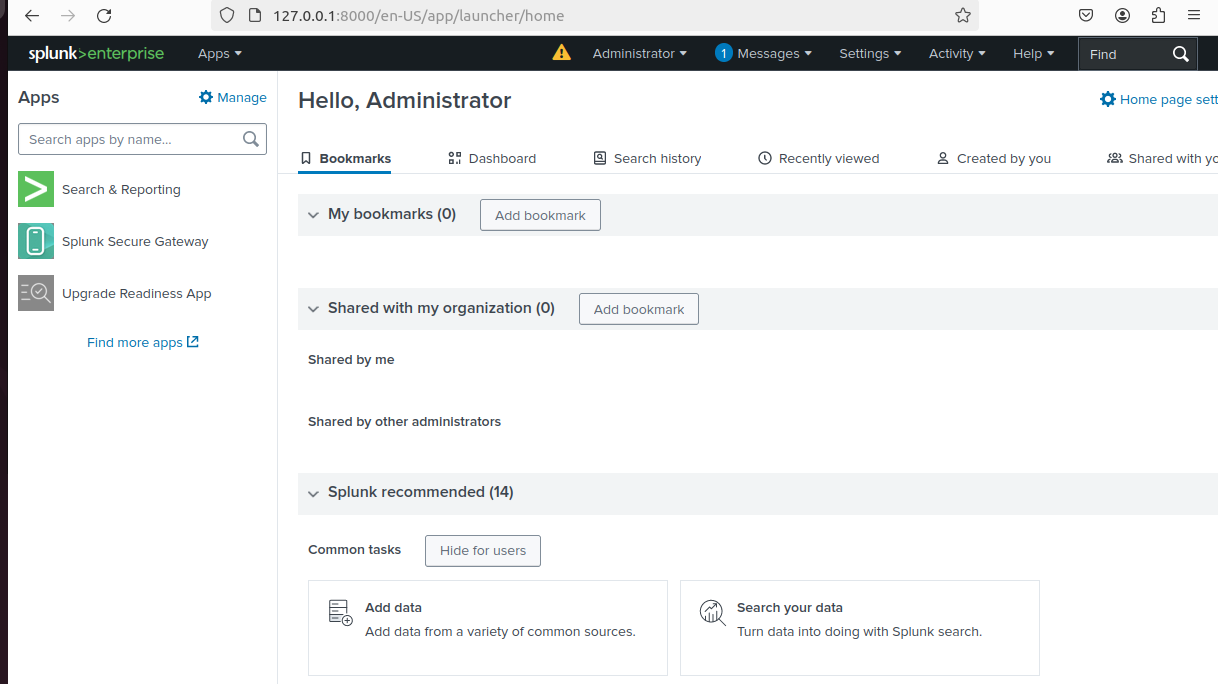 127.0.0.1:8000/en-US/app/launcher/home
splunk>enterprise Apps Administrator 1 Messages Settings Activity Help Find
Apps Manage
Search apps by name...
Search & Reporting
Splunk Secure Gateway
Upgrade Readiness App
Find more apps
Hello, Administrator
Home page sett
Bookmarks Dashboard Search history Recently viewed Created by you Shared with yo
My bookmarks (0) Add bookmark
Shared with my organization (0) Add bookmark
Shared by me
Shared by other administrators
Splunk recommended (14)
Common tasks Hide for users
Add data
Add data from a variety of common sources.
Search your data
Turn data into doing with Splunk search.